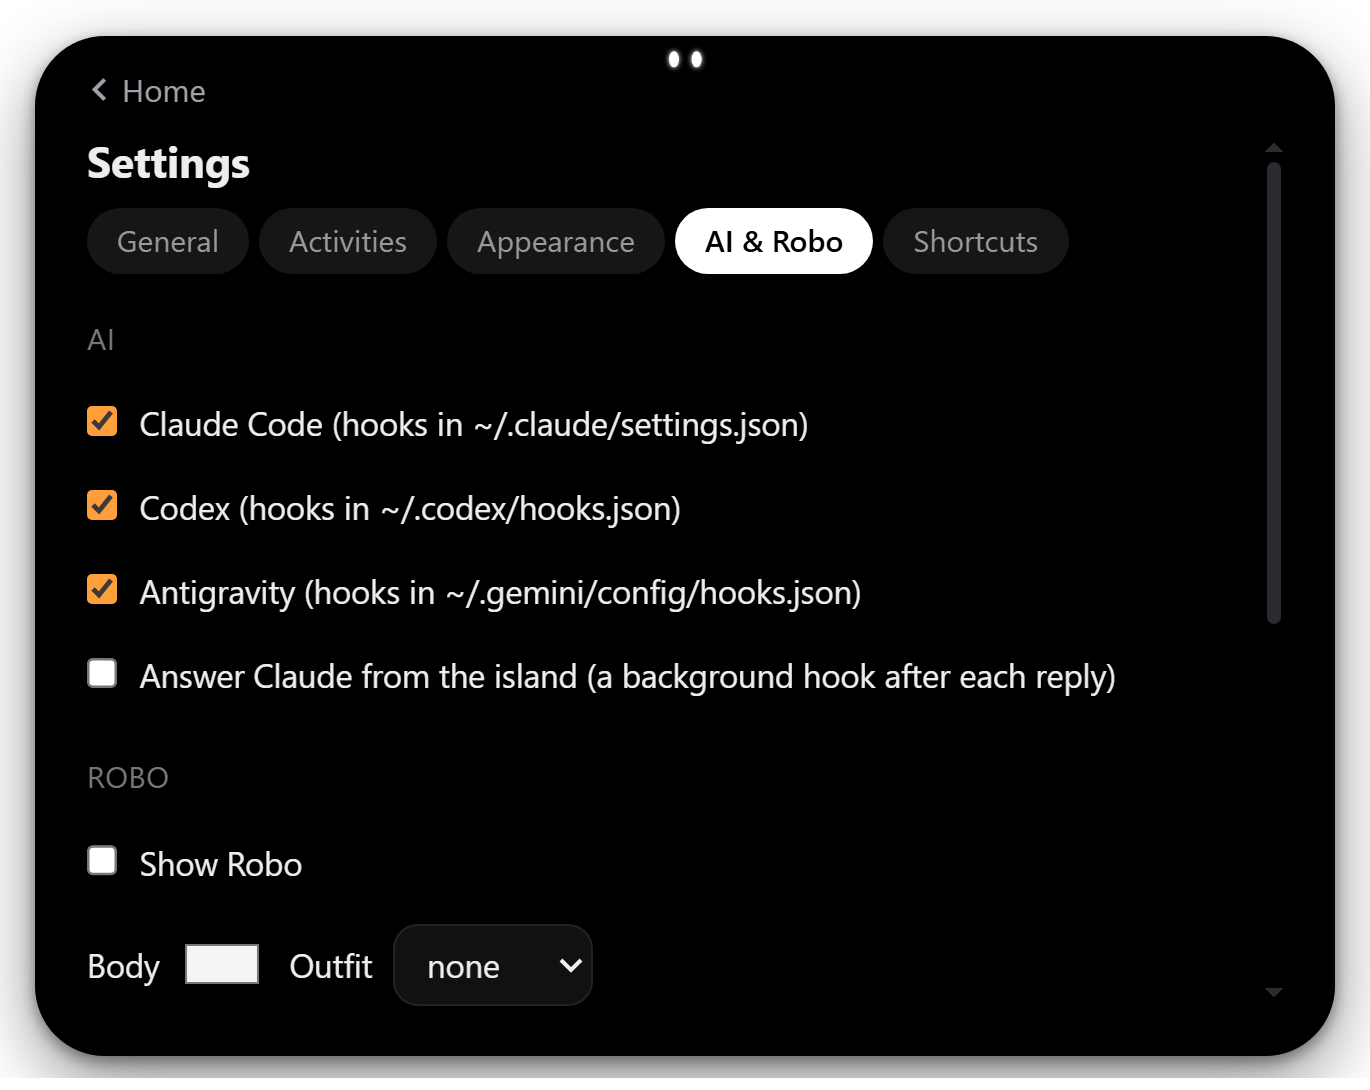 Home
Settings
General Activities Appearance AI & Robo Shortcuts
AI
Claude Code (hooks in ~/.claude/settings.json)
Codex (hooks in ~/.codex/hooks.json)
Antigravity (hooks in ~/.gemini/config/hooks.json)
Answer Claude from the island (a background hook after each reply)
ROBO
Show Robo
Body Outfit none